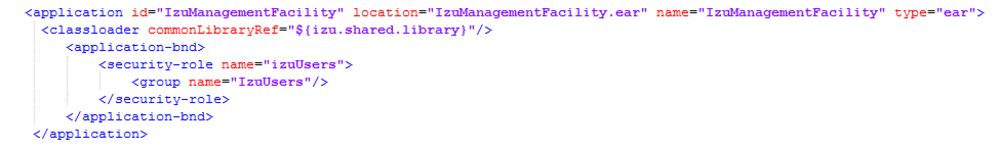 <application id="IzuManagementFacility" location="IzuManagementFacility.ear" name="IzuManagementFacility" type="ear">
<classloader commonLibraryRef="${izu.shared.library}"/>
<application-bnd>
<security-role name="izuUsers">
<group name="IzuUsers"/>
</security-role>
</application-bnd>
</application>